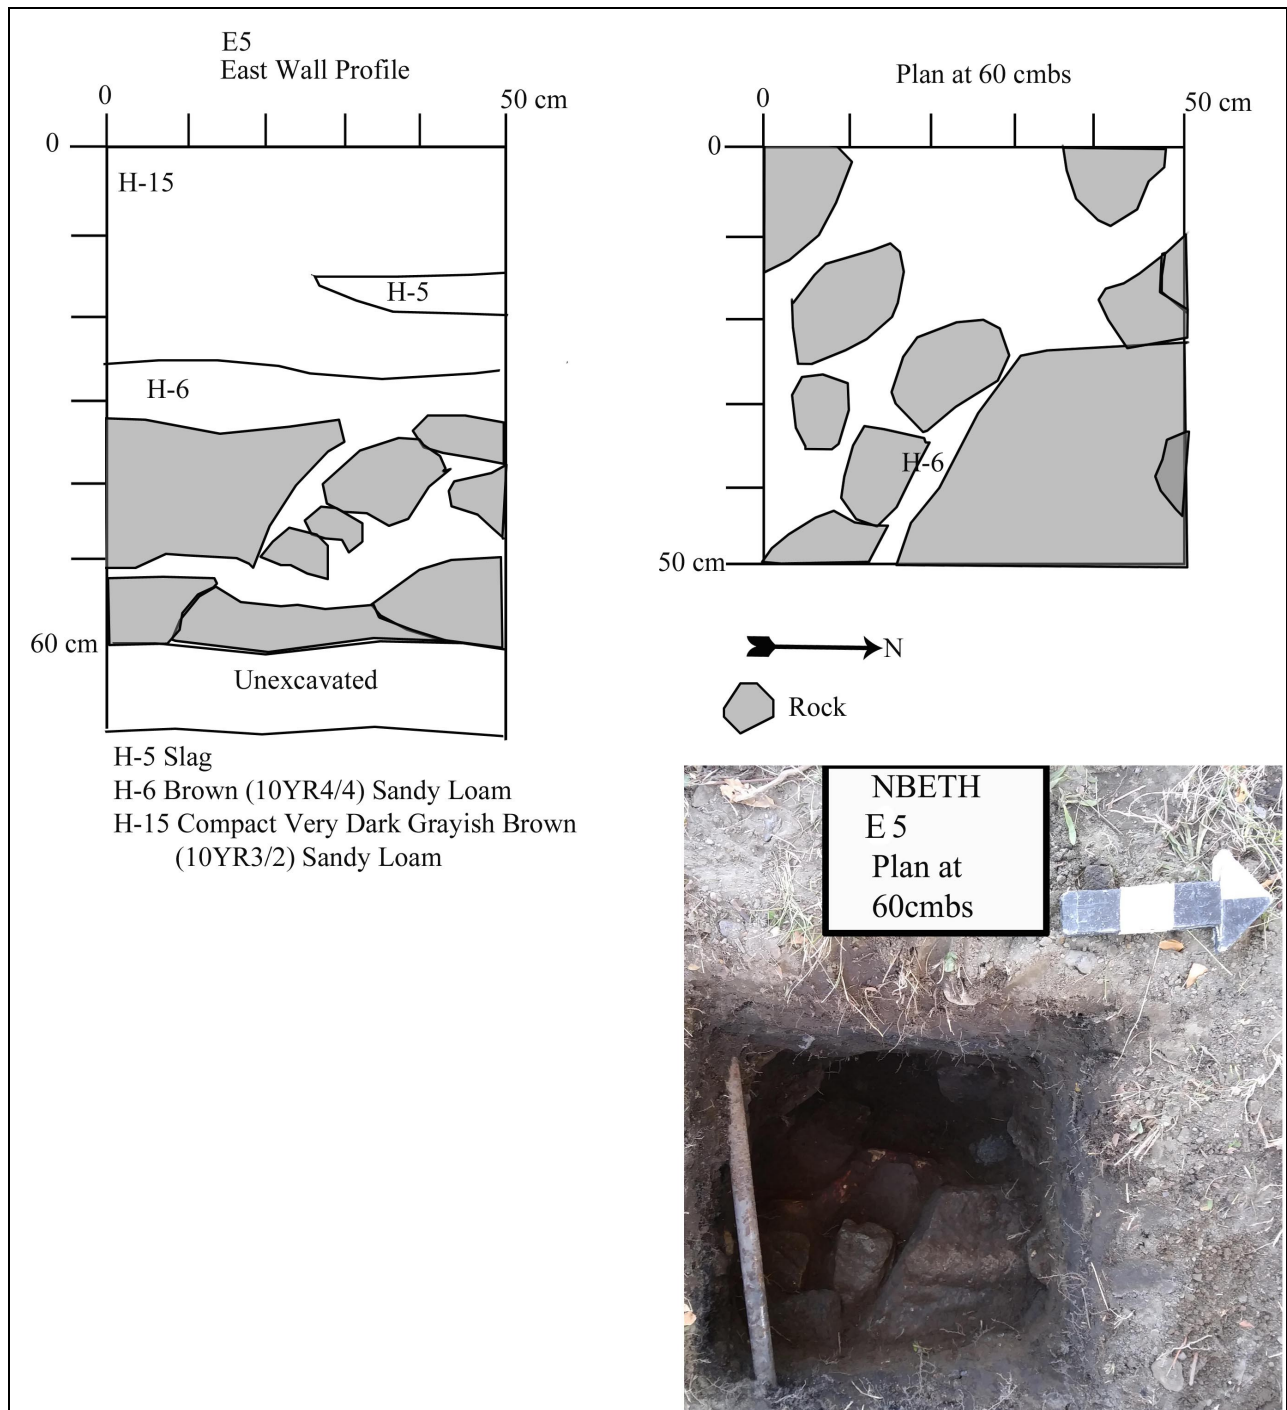 E5
East Wall Profile
0
50 cm
0
H-15
H-5
H-6
60 cm
Unexcavated
H-5 Slag
H-6 Brown (10YR4/4) Sandy Loam
H-15 Compact Very Dark Grayish Brown
(10YR3/2) Sandy Loam
Plan at 60 cmbs
0
50 cm
0
H-6
50 cm
N
Rock
NBETH
E 5
Plan at
60cmbs